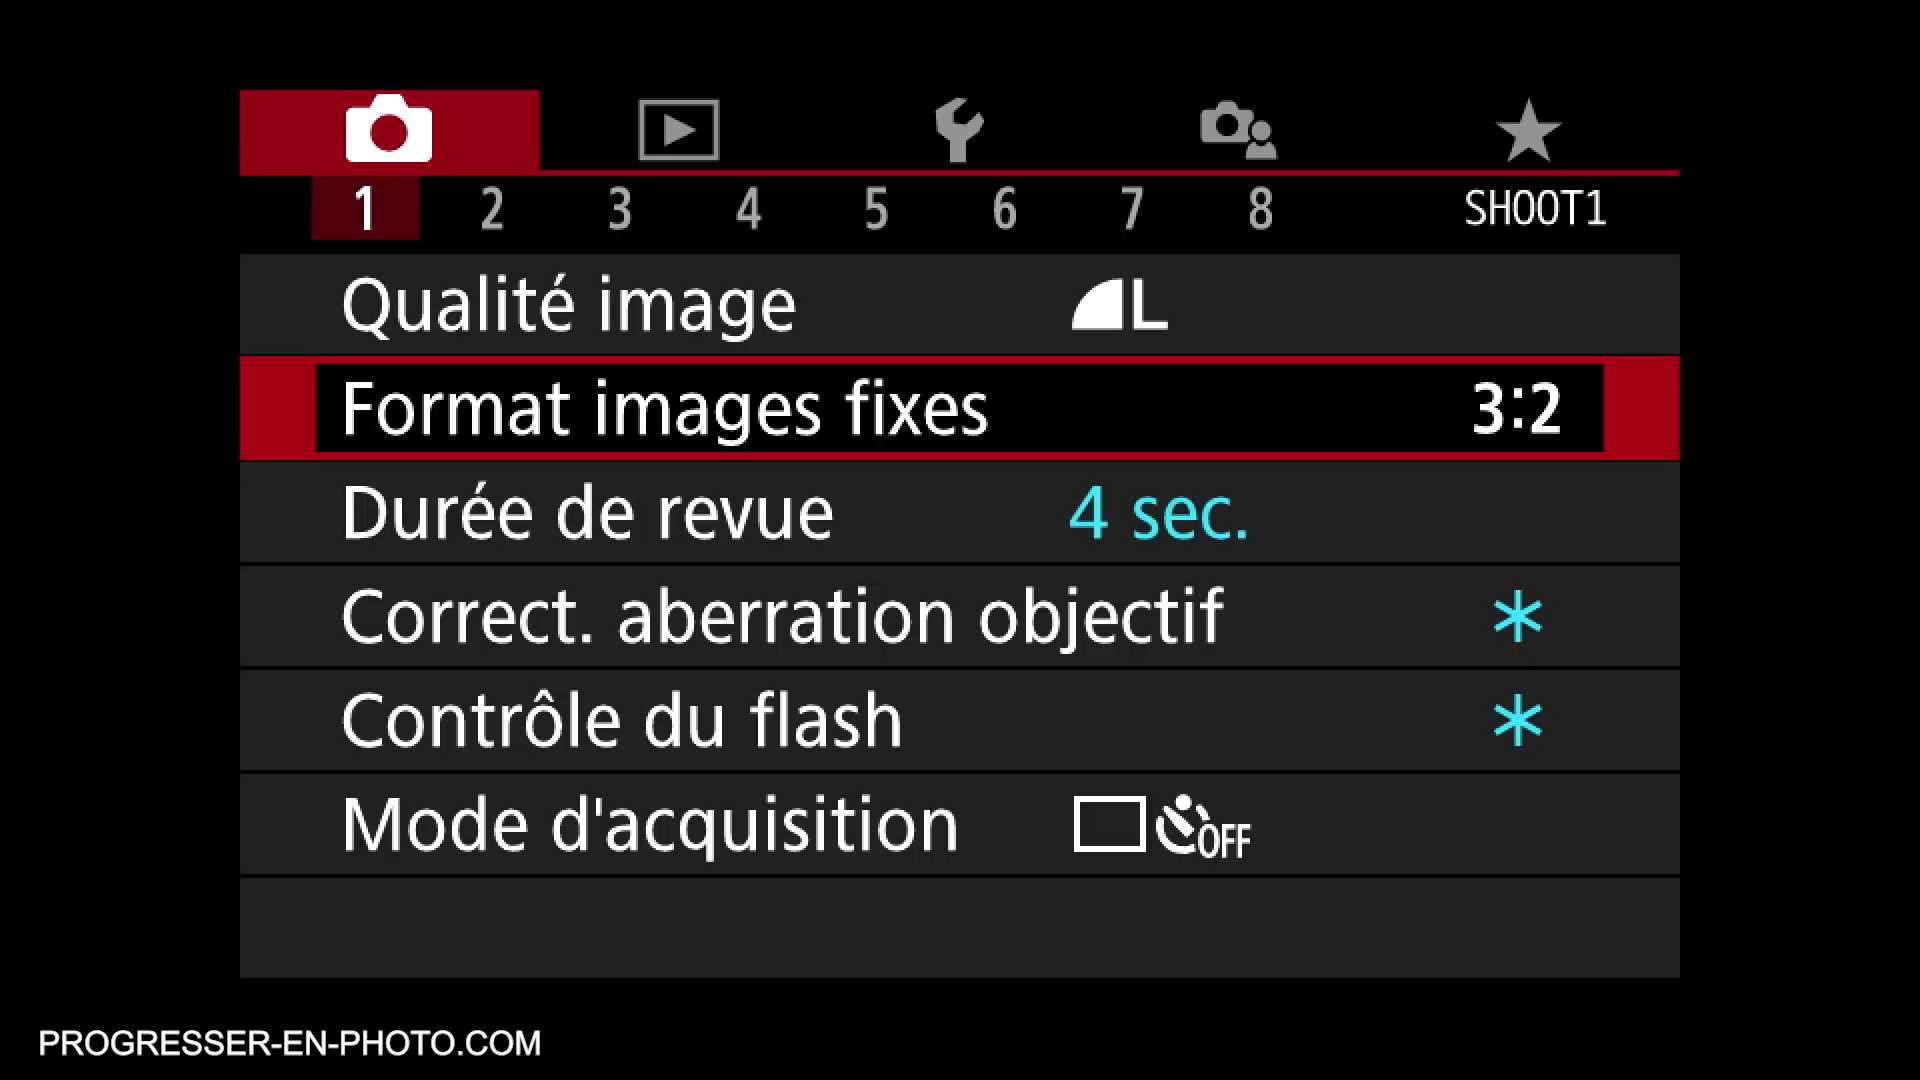 1 2 3 4 5 6 7 8 SHOOT1
Qualité image L
Format images fixes 3:2
Durée de revue 4 sec.
Correct. aberration objectif
Contrôle du flash
Mode d'acquisition OFF
PROGRESSER-EN-PHOTO.COM